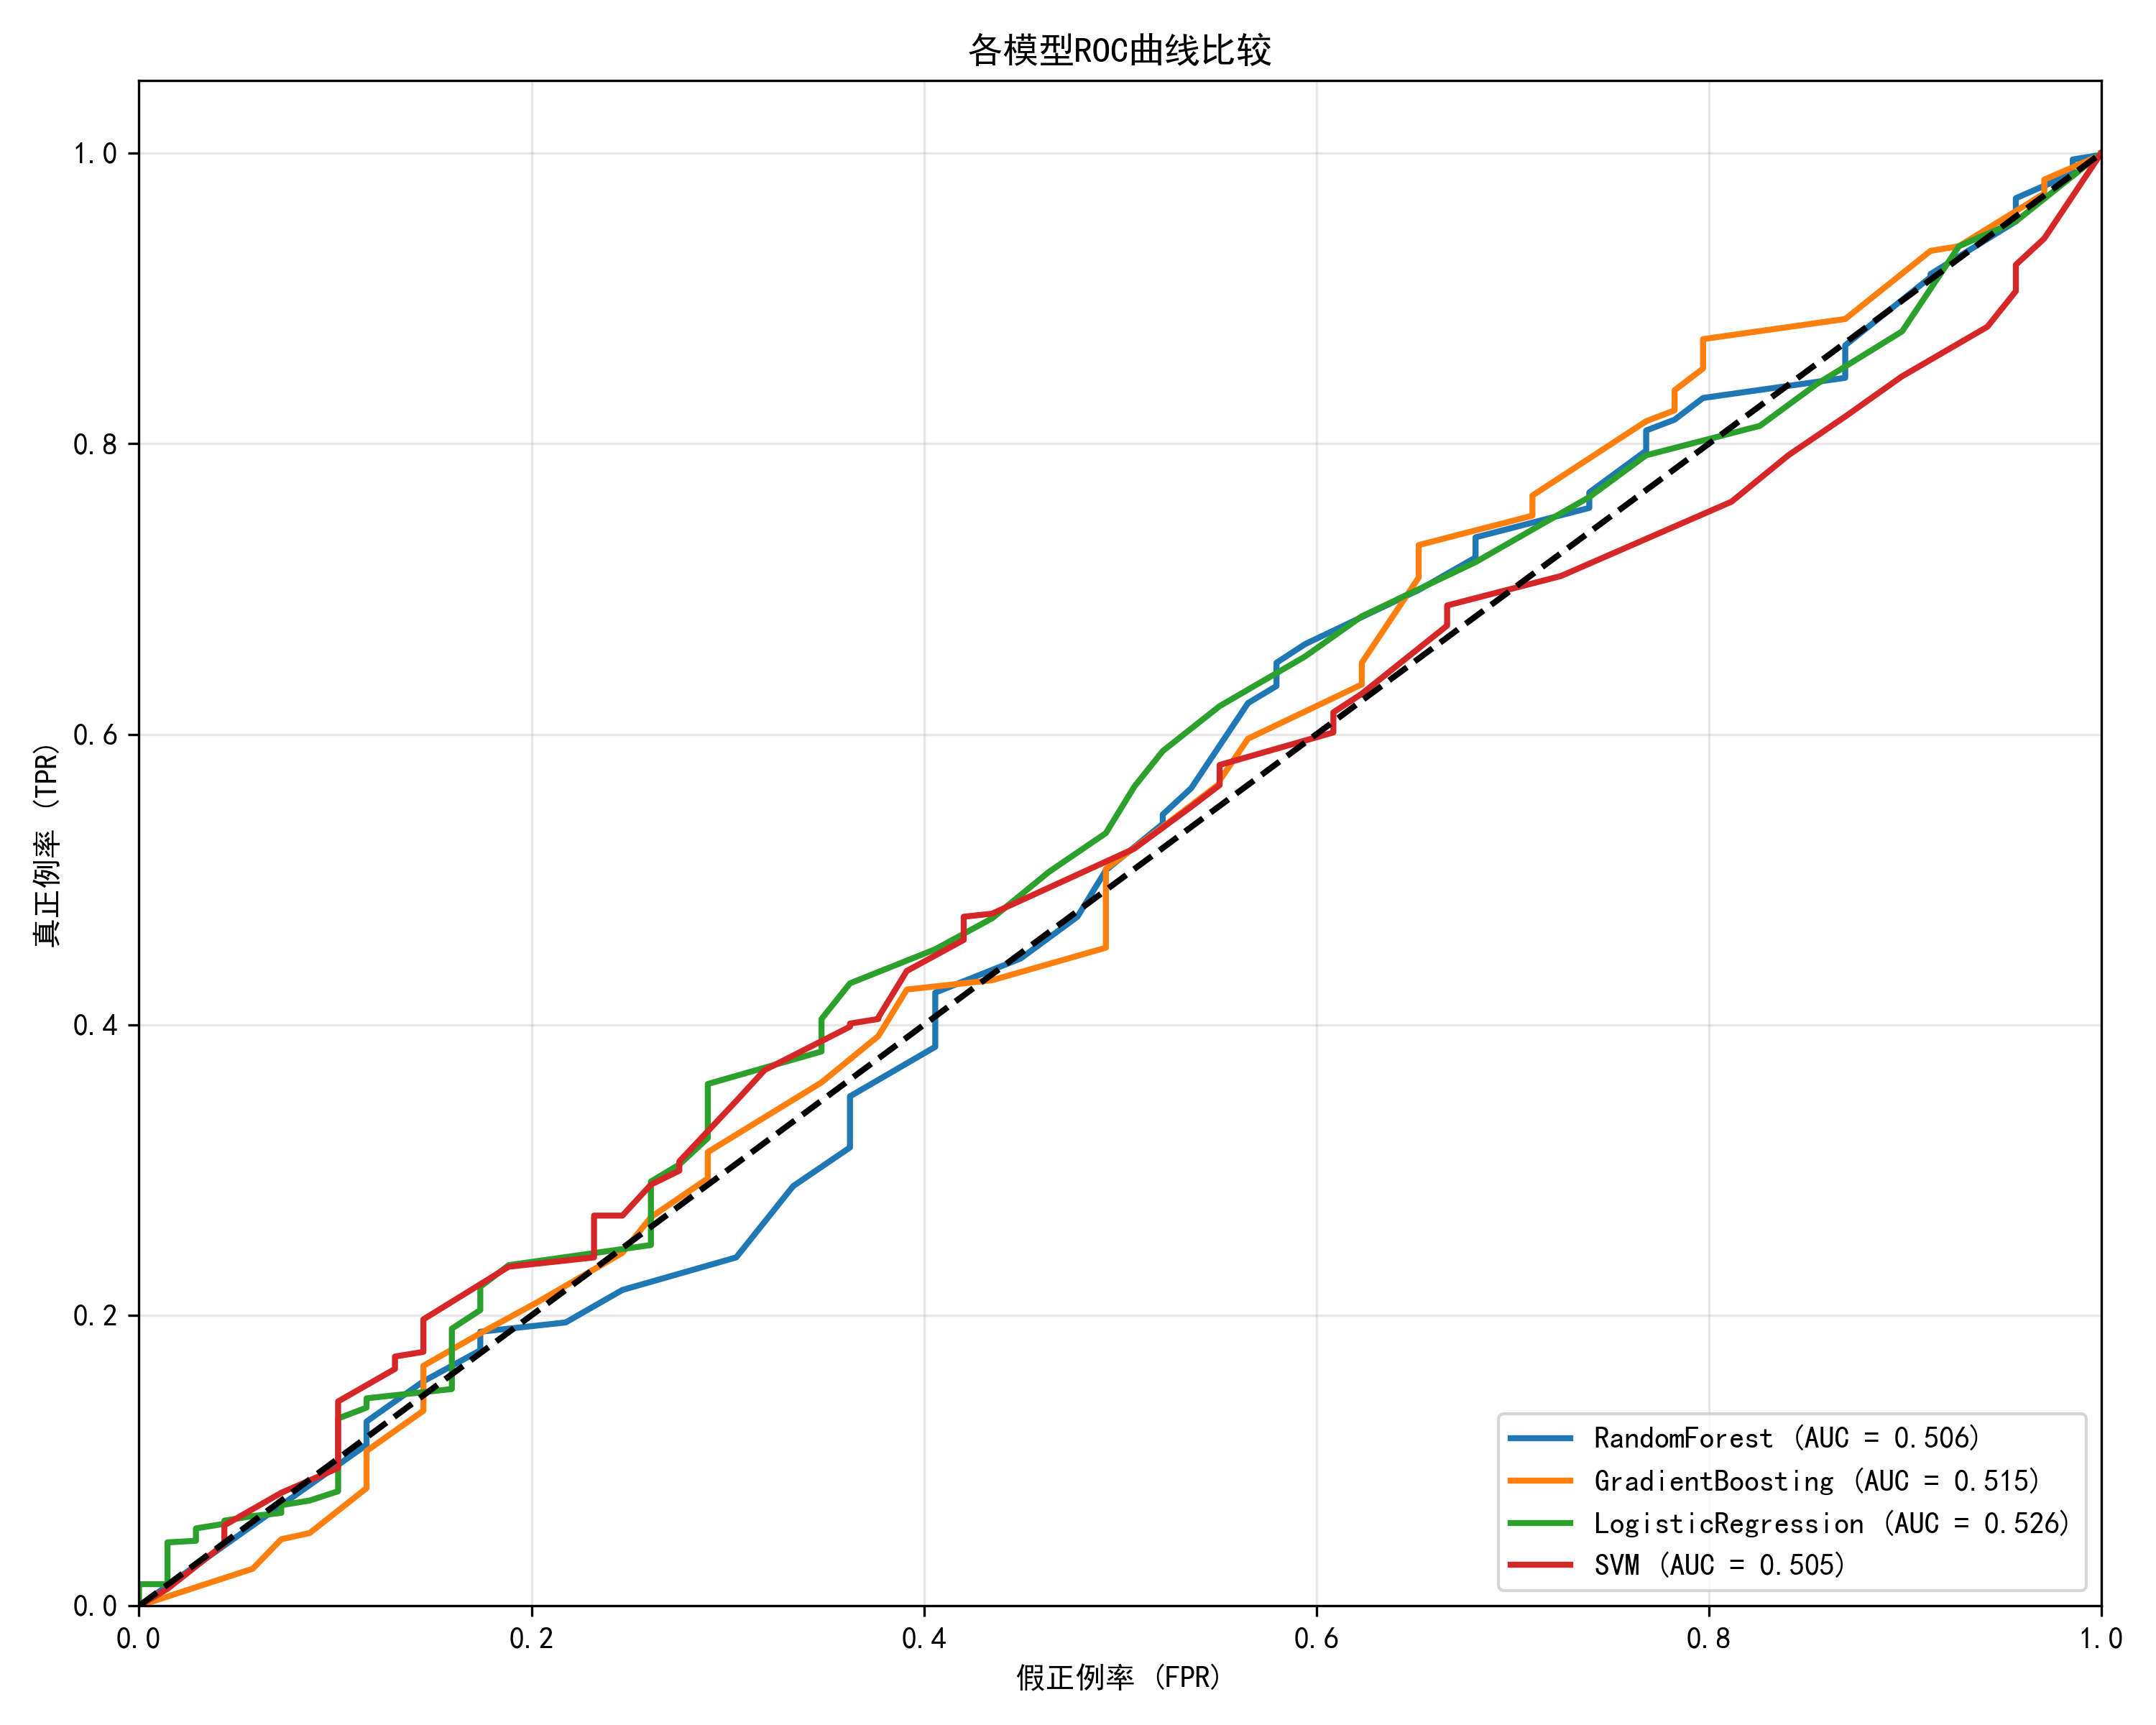 各模型ROC曲线比较
真正例率 (TPR)
1.0
0.8
0.6
0.4
0.2
0.0
0.0 0.2 0.4 0.6 0.8 1.0
假正例率 (FPR)
RandomForest (AUC = 0.506)
GradientBoosting (AUC = 0.515)
LogisticRegression (AUC = 0.526)
SVM (AUC = 0.505)